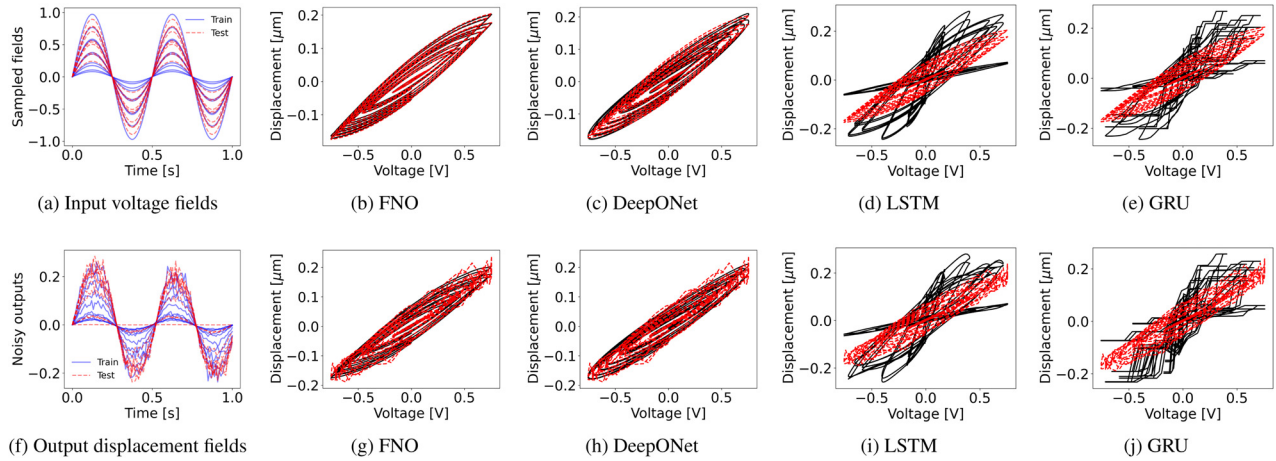 Sampled fields
1.0
0.5
0.0
-0.5
-1.0
Train
Test
0.0 0.5 1.0
Time [s]
(a) Input voltage fields
Displacement [μm]
0.2
0.1
0.0
−0.1
−0.5 0.0 0.5
Voltage [V]
(b) FNO
Displacement [μm]
0.2
0.1
0.0
−0.1
−0.5 0.0 0.5
Voltage [V]
(c) DeepONet
Displacement [μm]
0.2
0.0
−0.2
−0.5 0.0 0.5
Voltage [V]
(d) LSTM
Displacement [μm]
0.2
0.0
−0.2
−0.5 0.0 0.5
Voltage [V]
(e) GRU
Noisy outputs
0.2
0.0
−0.2
Train
Test
0.0 0.5 1.0
Time [s]
(f) Output displacement fields
Displacement [μm]
0.2
0.1
0.0
−0.1
−0.2
−0.5 0.0 0.5
Voltage [V]
(g) FNO
Displacement [μm]
0.2
0.1
0.0
−0.1
−0.2
−0.5 0.0 0.5
Voltage [V]
(h) DeepONet
Displacement [μm]
0.2
0.0
−0.2
−0.5 0.0 0.5
Voltage [V]
(i) LSTM
Displacement [μm]
0.2
0.0
−0.2
−0.5 0.0 0.5
Voltage [V]
(j) GRU